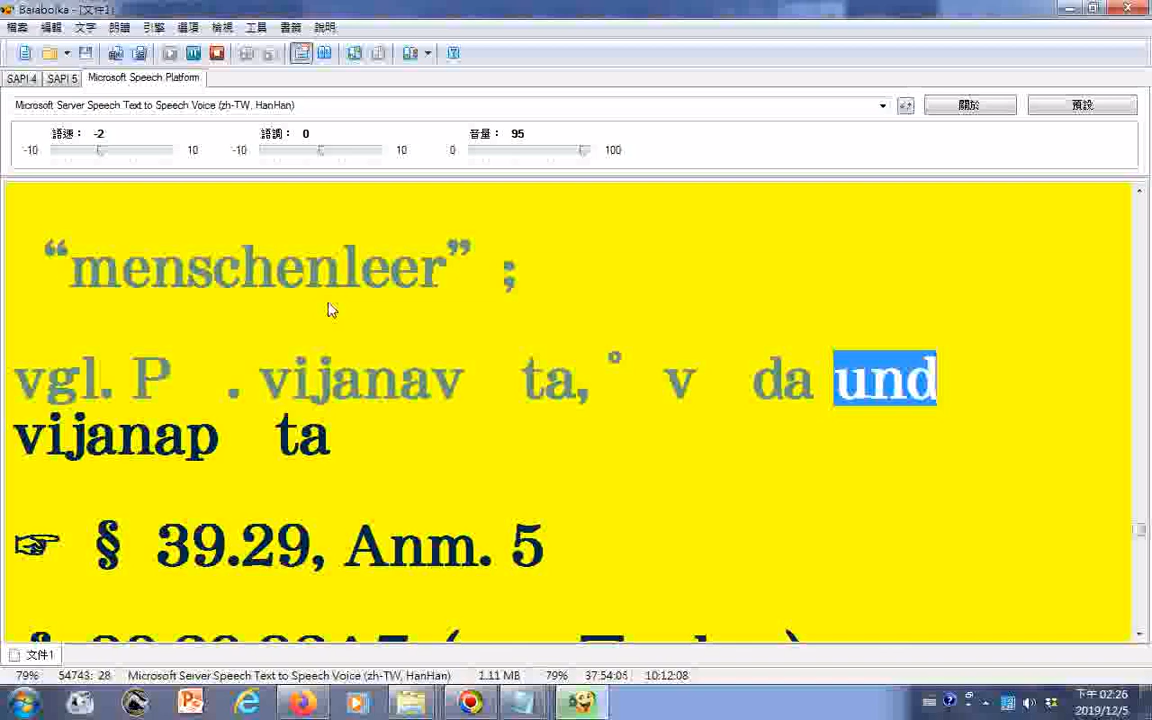 Balabolka - [文件1]
檔案 編輯 文字 朗讀 引擎 選項 檢視 工具 書籤 說明
SAPI 4 SAPI 5 Microsoft Speech Platform
Microsoft Server Speech Text to Speech Voice (zh-TW, HanHan) 關於 預設
語速： -2 語調： 0 音量： 95
-10 10 -10 10 0 100
“menschenleer” ;
vgl. P . vijanav ta, ° v da und
vijanap ta
☞ § 39.29, Anm. 5
文件1
79% 54743: 28 Microsoft Server Speech Text to Speech Voice (zh-TW, HanHan) 1.11 MB 79% 37:54:05 10:12:08
下午 02:26
2019/12/5